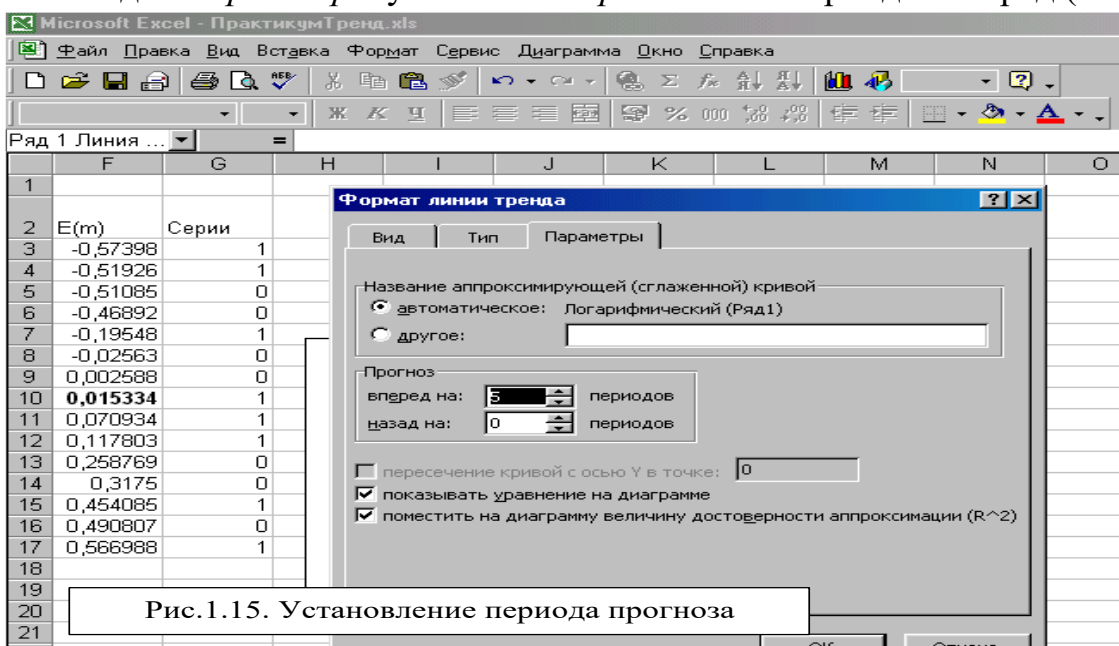 Microsoft Excel - ПрактикумТренд.xls
Файл Правка Вид Вставка Формат Сервис Диаграмма Окно Справка
Ж К Ч % 000
Ряд 1 Линия ... =
F G H I J K L M N O
1
2 E(m) Серии
3 -0,57398 1
4 -0,51926 1
5 -0,51085 0
6 -0,46892 0
7 -0,19548 1
8 -0,02563 0
9 0,002588 0
10 0,015334 1
11 0,070934 1
12 0,117803 1
13 0,258769 0
14 0,3175 0
15 0,454085 1
16 0,490807 0
17 0,566988 1
18
19
20
21
Формат линии тренда
Вид Тип Параметры
Название аппроксимирующей (сглаженной) кривой
автоматическое: Логарифмический (Ряд1)
другое:
Прогноз
вперед на: 5 периодов
назад на: 0 периодов
пересечение кривой с осью Y в точке: 0
показывать уравнение на диаграмме
поместить на диаграмму величину достоверности аппроксимации (R^2)
Рис.1.15. Установление периода прогноза